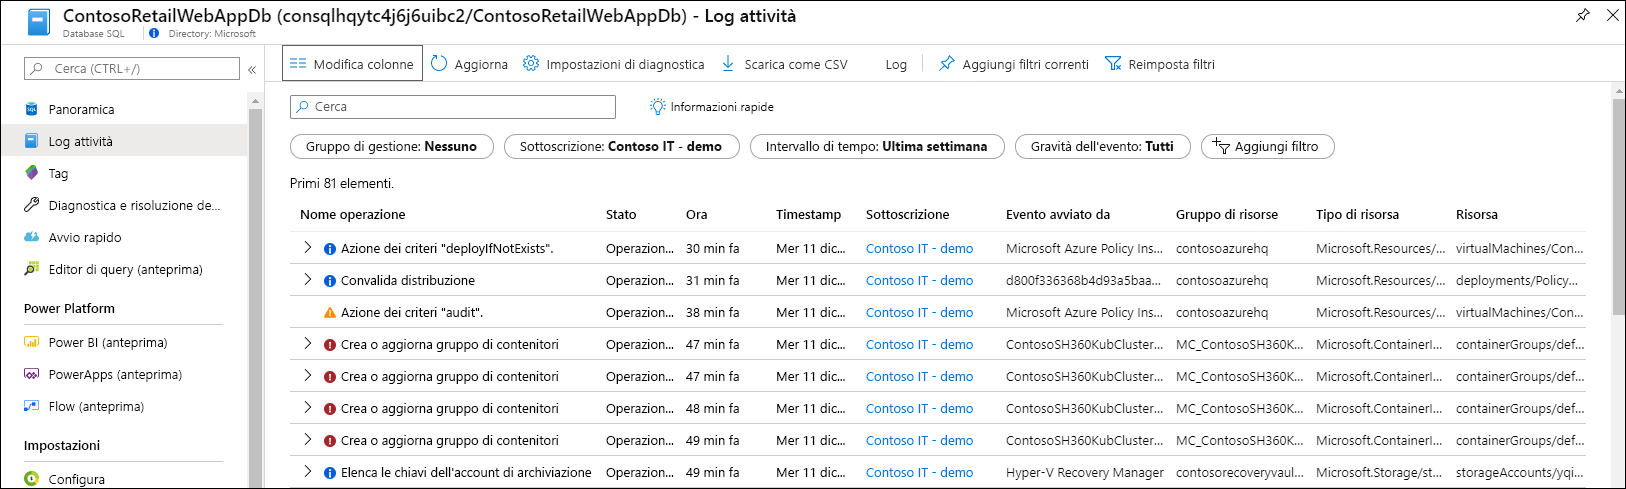 ContosoRetailWebAppDb (consqlhqytc4j6j6uibc2/ContosoRetailWebAppDb) - Log attività
Database SQL Directory: Microsoft
Cerca (CTRL+/)
Panoramica
Log attività
Tag
Diagnostica e risoluzione de...
Avvio rapido
Editor di query (anteprima)
Power Platform
Power BI (anteprima)
PowerApps (anteprima)
Flow (anteprima)
Impostazioni
Configura
Modifica colonne Aggiorna Impostazioni di diagnostica Scarica come CSV Log Aggiungi filtri correnti Reimposta filtri
Cerca Informazioni rapide
Gruppo di gestione: Nessuno Sottoscrizione: Contoso IT - demo Intervallo di tempo: Ultima settimana Gravità dell'evento: Tutti Aggiungi filtro
Primi 81 elementi.
Nome operazione Stato Ora Timestamp Sottoscrizione Evento avviato da Gruppo di risorse Tipo di risorsa Risorsa
Azione dei criteri "deployIfNotExists". Operazion... 30 min fa Mer 11 dic... Contoso IT - demo Microsoft Azure Policy Ins... contosoazurehq Microsoft.Resources/... virtualMachines/Con...
Convalida distribuzione Operazion... 31 min fa Mer 11 dic... Contoso IT - demo d800f336368b4d93a5baa... contosoazurehq Microsoft.Resources/... deployments/Policy...
Azione dei criteri "audit". Operazion... 38 min fa Mer 11 dic... Contoso IT - demo Microsoft Azure Policy Ins... contosoazurehq Microsoft.Resources/... virtualMachines/Con...
Crea o aggiorna gruppo di contenitori Operazion... 47 min fa Mer 11 dic... Contoso IT - demo ContosoSH360KubCluster... MC_ContosoSH360K... Microsoft.ContainerI... containerGroups/def...
Crea o aggiorna gruppo di contenitori Operazion... 47 min fa Mer 11 dic... Contoso IT - demo ContosoSH360KubCluster... MC_ContosoSH360K... Microsoft.ContainerI... containerGroups/def...
Crea o aggiorna gruppo di contenitori Operazion... 48 min fa Mer 11 dic... Contoso IT - demo ContosoSH360KubCluster... MC_ContosoSH360K... Microsoft.ContainerI... containerGroups/def...
Crea o aggiorna gruppo di contenitori Operazion... 49 min fa Mer 11 dic... Contoso IT - demo ContosoSH360KubCluster... MC_ContosoSH360K... Microsoft.ContainerI... containerGroups/def...
Elenca le chiavi dell'account di archiviazione Operazion... 49 min fa Mer 11 dic... Contoso IT - demo Hyper-V Recovery Manager contosorecoveryvaul... Microsoft.Storage/st... storageAccounts/yqi...